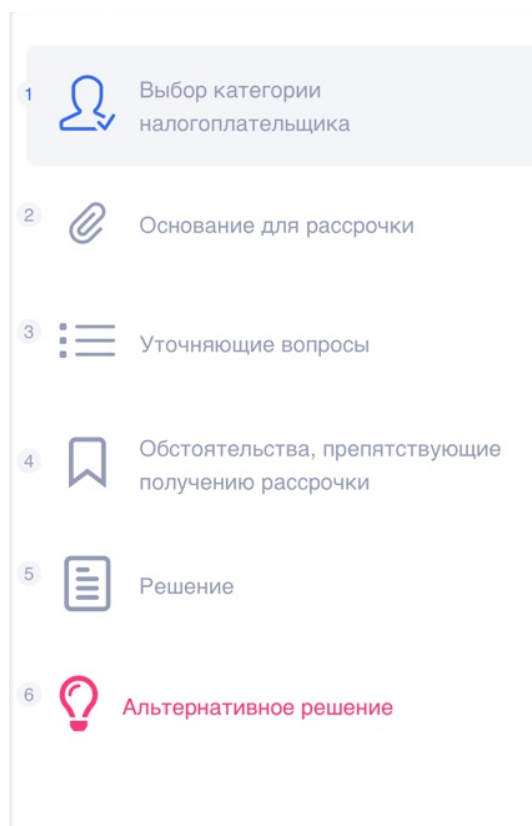 1
Выбор категории
налогоплательщика
2
Основание для рассрочки
3
Уточняющие вопросы
4
Обстоятельства, препятствующие
получению рассрочки
5
Решение
6
Альтернативное решение